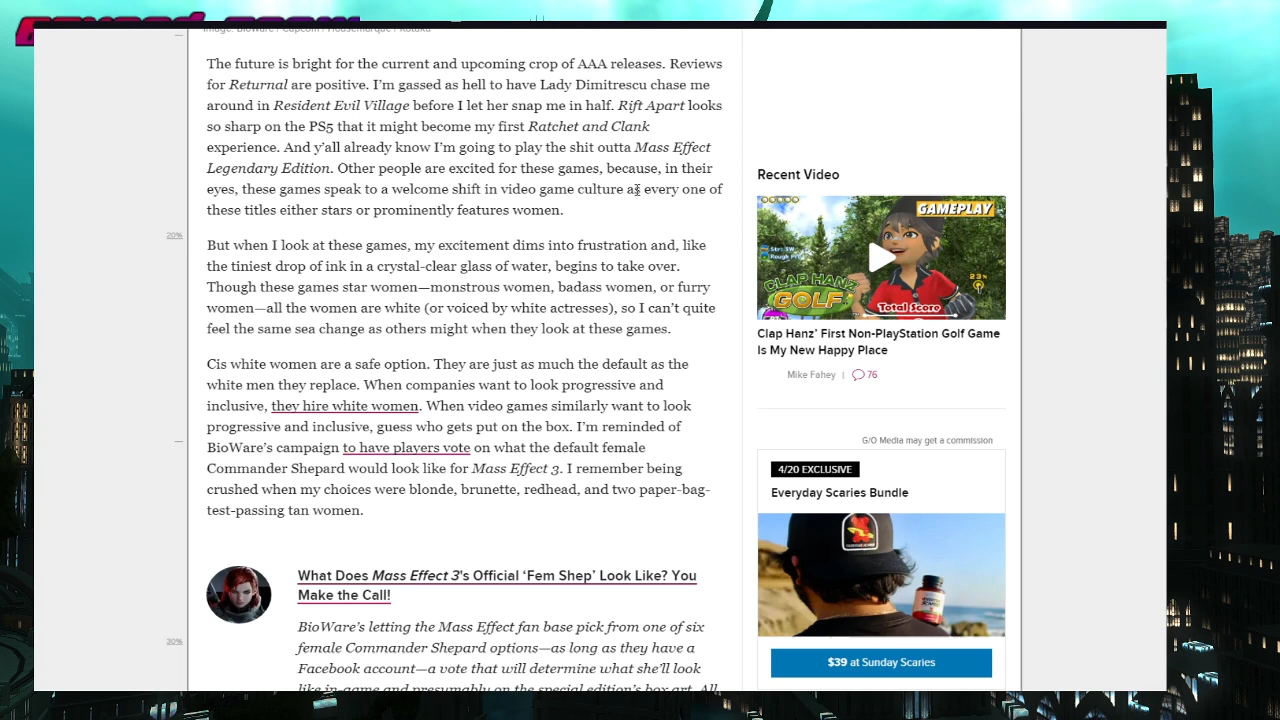 Image: BioWare / Capcom / Housemarque / Kotaku
The future is bright for the current and upcoming crop of AAA releases. Reviews
for Returnal are positive. I'm gassed as hell to have Lady Dimitrescu chase me
around in Resident Evil Village before I let her snap me in half. Rift Apart looks
so sharp on the PS5 that it might become my first Ratchet and Clank
experience. And y'all already know I'm going to play the shit outta Mass Effect
Legendary Edition. Other people are excited for these games, because, in their
eyes, these games speak to a welcome shift in video game culture as every one of
these titles either stars or prominently features women.
20%
But when I look at these games, my excitement dims into frustration and, like
the tiniest drop of ink in a crystal-clear glass of water, begins to take over.
Though these games star women—monstrous women, badass women, or furry
women—all the women are white (or voiced by white actresses), so I can't quite
feel the same sea change as others might when they look at these games.
Cis white women are a safe option. They are just as much the default as the
white men they replace. When companies want to look progressive and
inclusive, they hire white women. When video games similarly want to look
progressive and inclusive, guess who gets put on the box. I'm reminded of
BioWare's campaign to have players vote on what the default female
Commander Shepard would look like for Mass Effect 3. I remember being
crushed when my choices were blonde, brunette, redhead, and two paper-bag-
test-passing tan women.
What Does Mass Effect 3's Official 'Fem Shep' Look Like? You
Make the Call!
30%
BioWare's letting the Mass Effect fan base pick from one of six
female Commander Shepard options—as long as they have a
Facebook account—a vote that will determine what she'll look
like in-game and presumably on the special edition's box art. All
Recent Video
GAMEPLAY
CLAP HANZ
GOLF
Total Score
Clap Hanz' First Non-PlayStation Golf Game
Is My New Happy Place
Mike Fahey | 76
G/O Media may get a commission
4/20 EXCLUSIVE
Everyday Scaries Bundle
$39 at Sunday Scaries